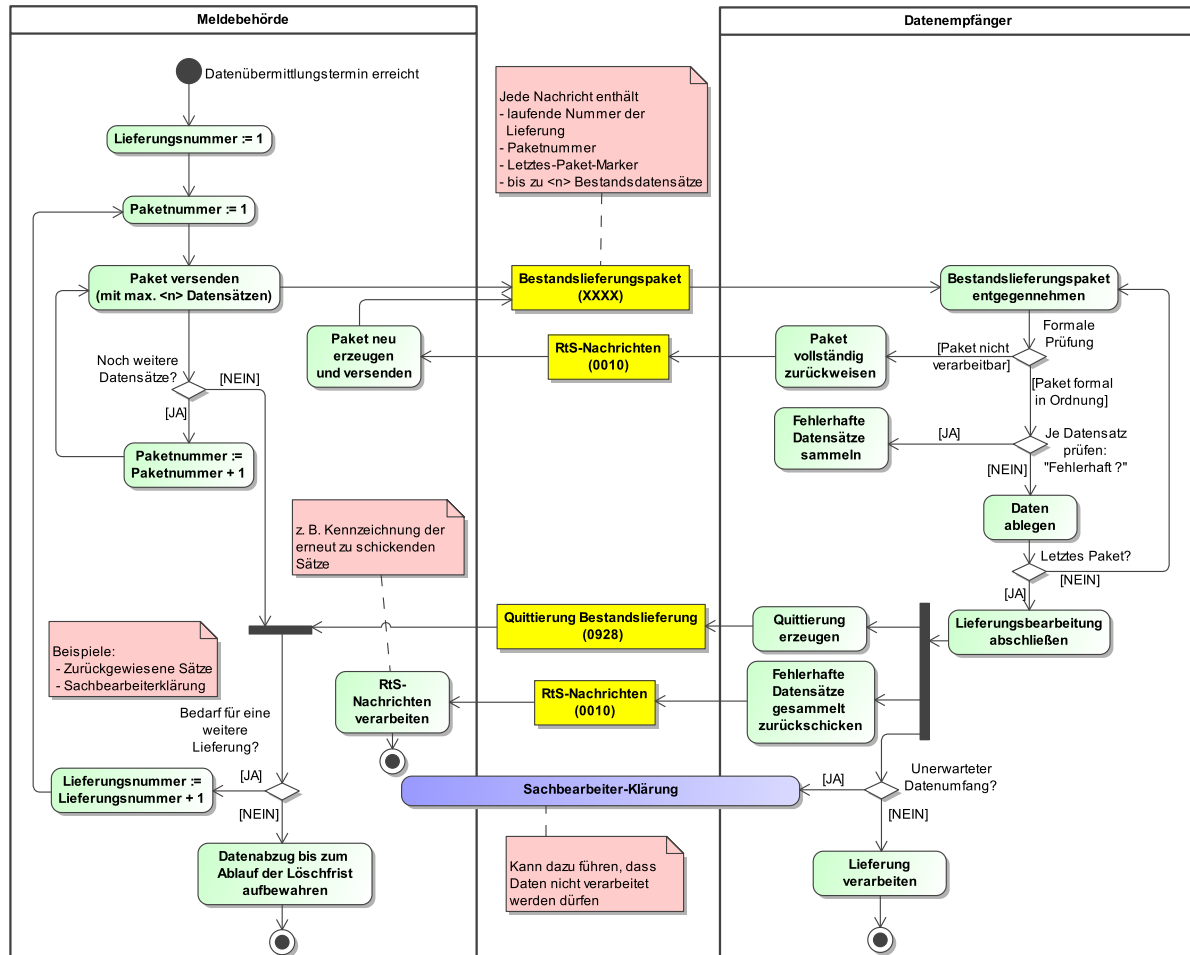 Meldebehörde
Datenempfänger
Datenübermittlungstermin erreicht
Lieferungsnummer := 1
Paketnummer := 1
Paket versenden
(mit max. <n> Datensätzen)
Noch weitere
Datensätze?
[NEIN]
[JA]
Paketnummer :=
Paketnummer + 1
Jede Nachricht enthält
- laufende Nummer der
Lieferung
- Paketnummer
- Letztes-Paket-Marker
- bis zu <n> Bestandsdatensätze
Bestandslieferungspaket
(XXXX)
Paket neu
erzeugen
und versenden
RtS-Nachrichten
(0010)
Paket
vollständig
zurückweisen
Bestandslieferungspaket
entgegennehmen
Formale
Prüfung
[Paket nicht
verarbeitbar]
[Paket formal
in Ordnung]
Fehlerhafte
Datensätze
sammeln
[JA]
Je Datensatz
prüfen:
"Fehlerhaft ?"
[NEIN]
Daten
ablegen
Letztes Paket?
[NEIN]
[JA]
Lieferungsbearbeitung
abschließen
z. B. Kennzeichnung der
erneut zu schickenden
Sätze
Quittierung Bestandslieferung
(0928)
Quittierung
erzeugen
Beispiele:
- Zurückgewiesene Sätze
- Sachbearbeiterklärung
RtS-
Nachrichten
verarbeiten
RtS-Nachrichten
(0010)
Fehlerhafte
Datensätze
gesammelt
zurückschicken
Bedarf für eine
weitere
Lieferung?
[JA]
Lieferungsnummer :=
Lieferungsnummer + 1
[NEIN]
Sachbearbeiter-Klärung
[JA]
Unerwarteter
Datenumfang?
[NEIN]
Datenabzug bis zum
Ablauf der Löschfrist
aufbewahren
Kann dazu führen, dass
Daten nicht verarbeitet
werden dürfen
Lieferung
verarbeiten